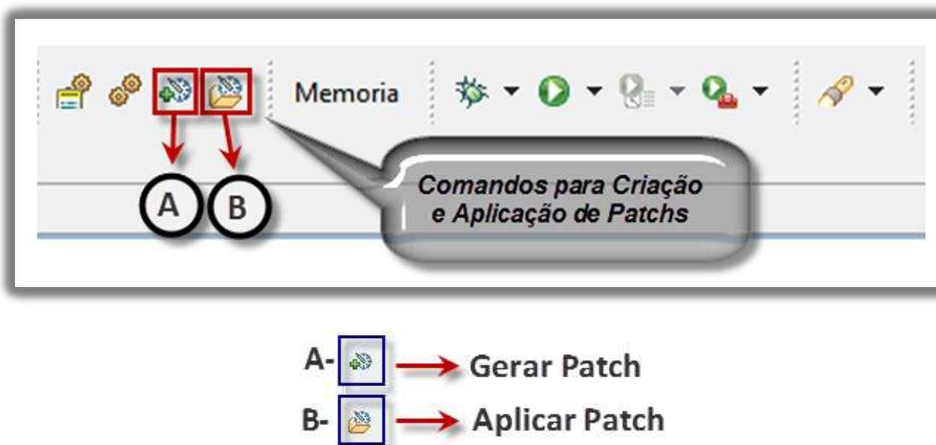 Memoria
Comandos para Criação
e Aplicação de Patchs
A B
A- Gerar Patch
B- Aplicar Patch